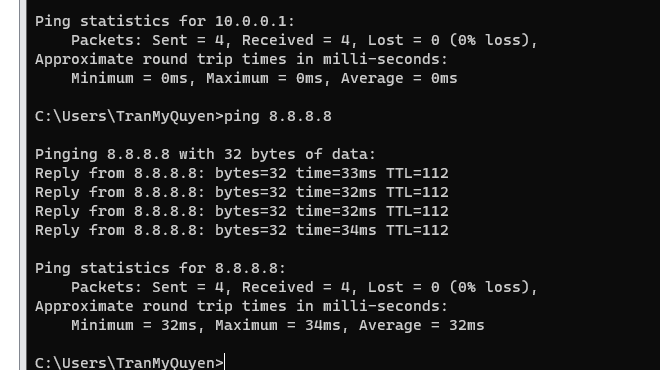 Ping statistics for 10.0.0.1:
    Packets: Sent = 4, Received = 4, Lost = 0 (0% loss),
Approximate round trip times in milli-seconds:
    Minimum = 0ms, Maximum = 0ms, Average = 0ms
C:\Users\TranMyQuyen>ping 8.8.8.8
Pinging 8.8.8.8 with 32 bytes of data:
Reply from 8.8.8.8: bytes=32 time=33ms TTL=112
Reply from 8.8.8.8: bytes=32 time=32ms TTL=112
Reply from 8.8.8.8: bytes=32 time=32ms TTL=112
Reply from 8.8.8.8: bytes=32 time=34ms TTL=112
Ping statistics for 8.8.8.8:
    Packets: Sent = 4, Received = 4, Lost = 0 (0% loss),
Approximate round trip times in milli-seconds:
    Minimum = 32ms, Maximum = 34ms, Average = 32ms
C:\Users\TranMyQuyen>